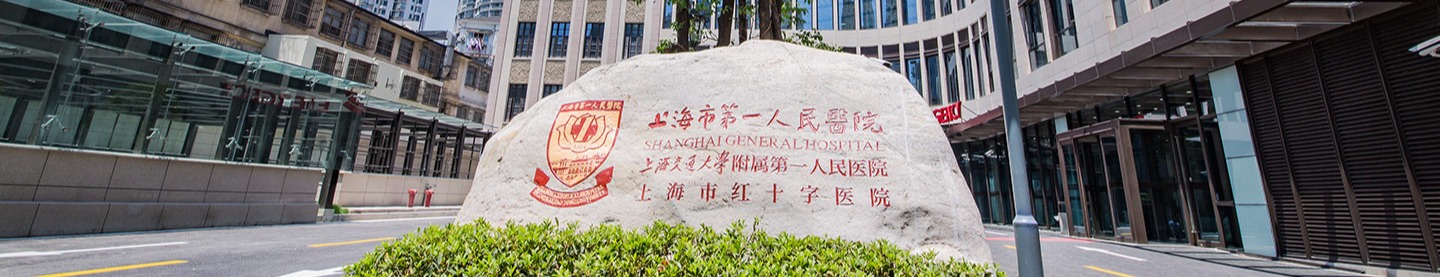 上海市第一人民醫院
SHANGHAI GENERAL HOSPITAL
上海交通大学附属第一人民医院
上海市红十字医院